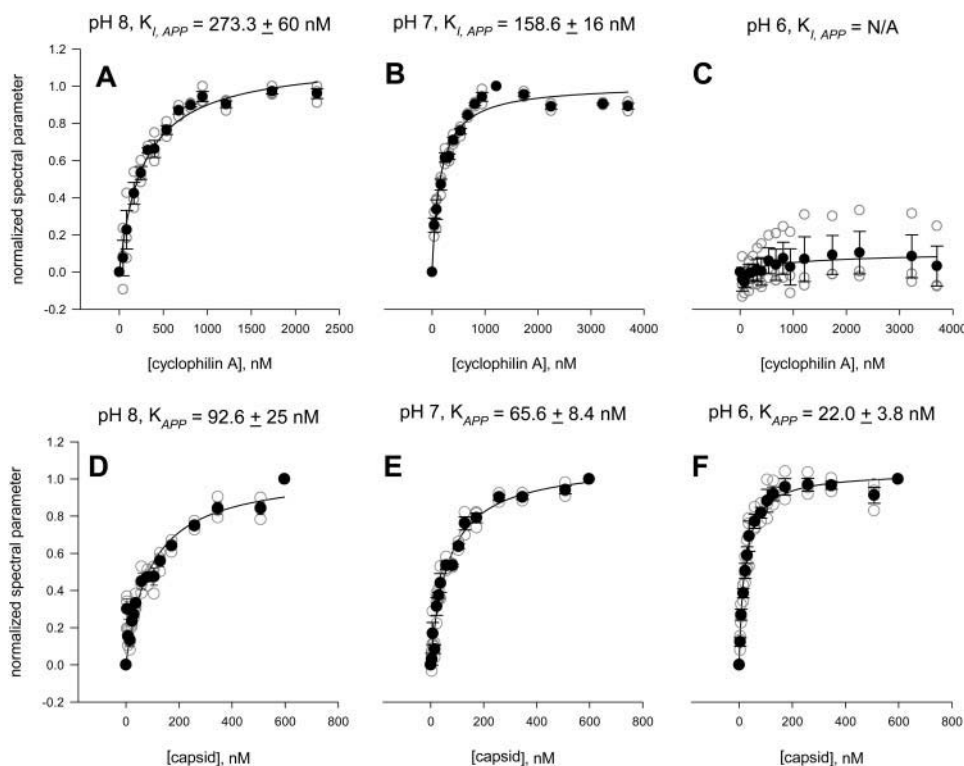 pH 8, K_I, APP = 273.3 ± 60 nM
pH 7, K_I, APP = 158.6 ± 16 nM
pH 6, K_I, APP = N/A
A
B
C
normalized spectral parameter
1.2
1.0
0.8
0.6
0.4
0.2
0.0
-0.2
0 500 1000 1500 2000 2500
0 1000 2000 3000 4000
0 1000 2000 3000 4000
[cyclophilin A], nM
[cyclophilin A], nM
[cyclophilin A], nM
pH 8, K_APP = 92.6 ± 25 nM
pH 7, K_APP = 65.6 ± 8.4 nM
pH 6, K_APP = 22.0 ± 3.8 nM
D
E
F
normalized spectral parameter
1.2
1.0
0.8
0.6
0.4
0.2
0.0
-0.2
0 200 400 600 800
0 200 400 600 800
0 200 400 600 800
[capsid], nM
[capsid], nM
[capsid], nM